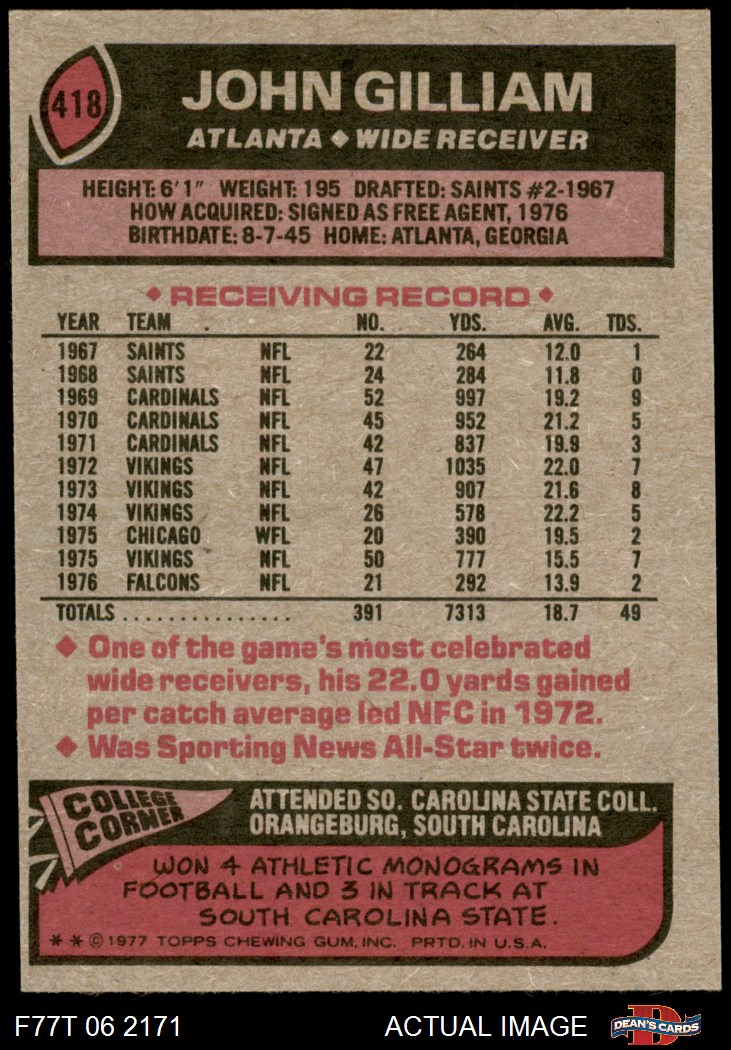 418
JOHN GILLIAM
ATLANTA ◆ WIDE RECEIVER
HEIGHT: 6'1" WEIGHT: 195 DRAFTED: SAINTS #2-1967
HOW ACQUIRED: SIGNED AS FREE AGENT, 1976
BIRTHDATE: 8-7-45 HOME: ATLANTA, GEORGIA
◆ RECEIVING RECORD ◆
YEAR TEAM NO. YDS. AVG. TDS.
1967 SAINTS NFL 22 264 12.0 1
1968 SAINTS NFL 24 284 11.8 0
1969 CARDINALS NFL 52 997 19.2 9
1970 CARDINALS NFL 45 952 21.2 5
1971 CARDINALS NFL 42 837 19.9 3
1972 VIKINGS NFL 47 1035 22.0 7
1973 VIKINGS NFL 42 907 21.6 8
1974 VIKINGS NFL 26 578 22.2 5
1975 CHICAGO WFL 20 390 19.5 2
1975 VIKINGS NFL 50 777 15.5 7
1976 FALCONS NFL 21 292 13.9 2
TOTALS ................ 391 7313 18.7 49
◆ One of the game's most celebrated
wide receivers, his 22.0 yards gained
per catch average led NFC in 1972.
◆ Was Sporting News All-Star twice.
COLLEGE
CORNER
ATTENDED SO. CAROLINA STATE COLL.
ORANGEBURG, SOUTH CAROLINA
WON 4 ATHLETIC MONOGRAMS IN
FOOTBALL AND 3 IN TRACK AT
SOUTH CAROLINA STATE.
* * © 1977 TOPPS CHEWING GUM, INC. PRTD. IN U.S.A.
F77T 06 2171 ACTUAL IMAGE DEAN'S CARDS